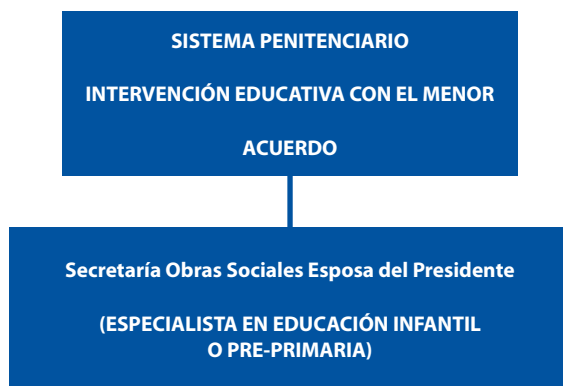 SISTEMA PENITENCIARIO
INTERVENCIÓN EDUCATIVA CON EL MENOR
ACUERDO
Secretaría Obras Sociales Esposa del Presidente
(ESPECIALISTA EN EDUCACIÓN INFANTIL
O PRE-PRIMARIA)